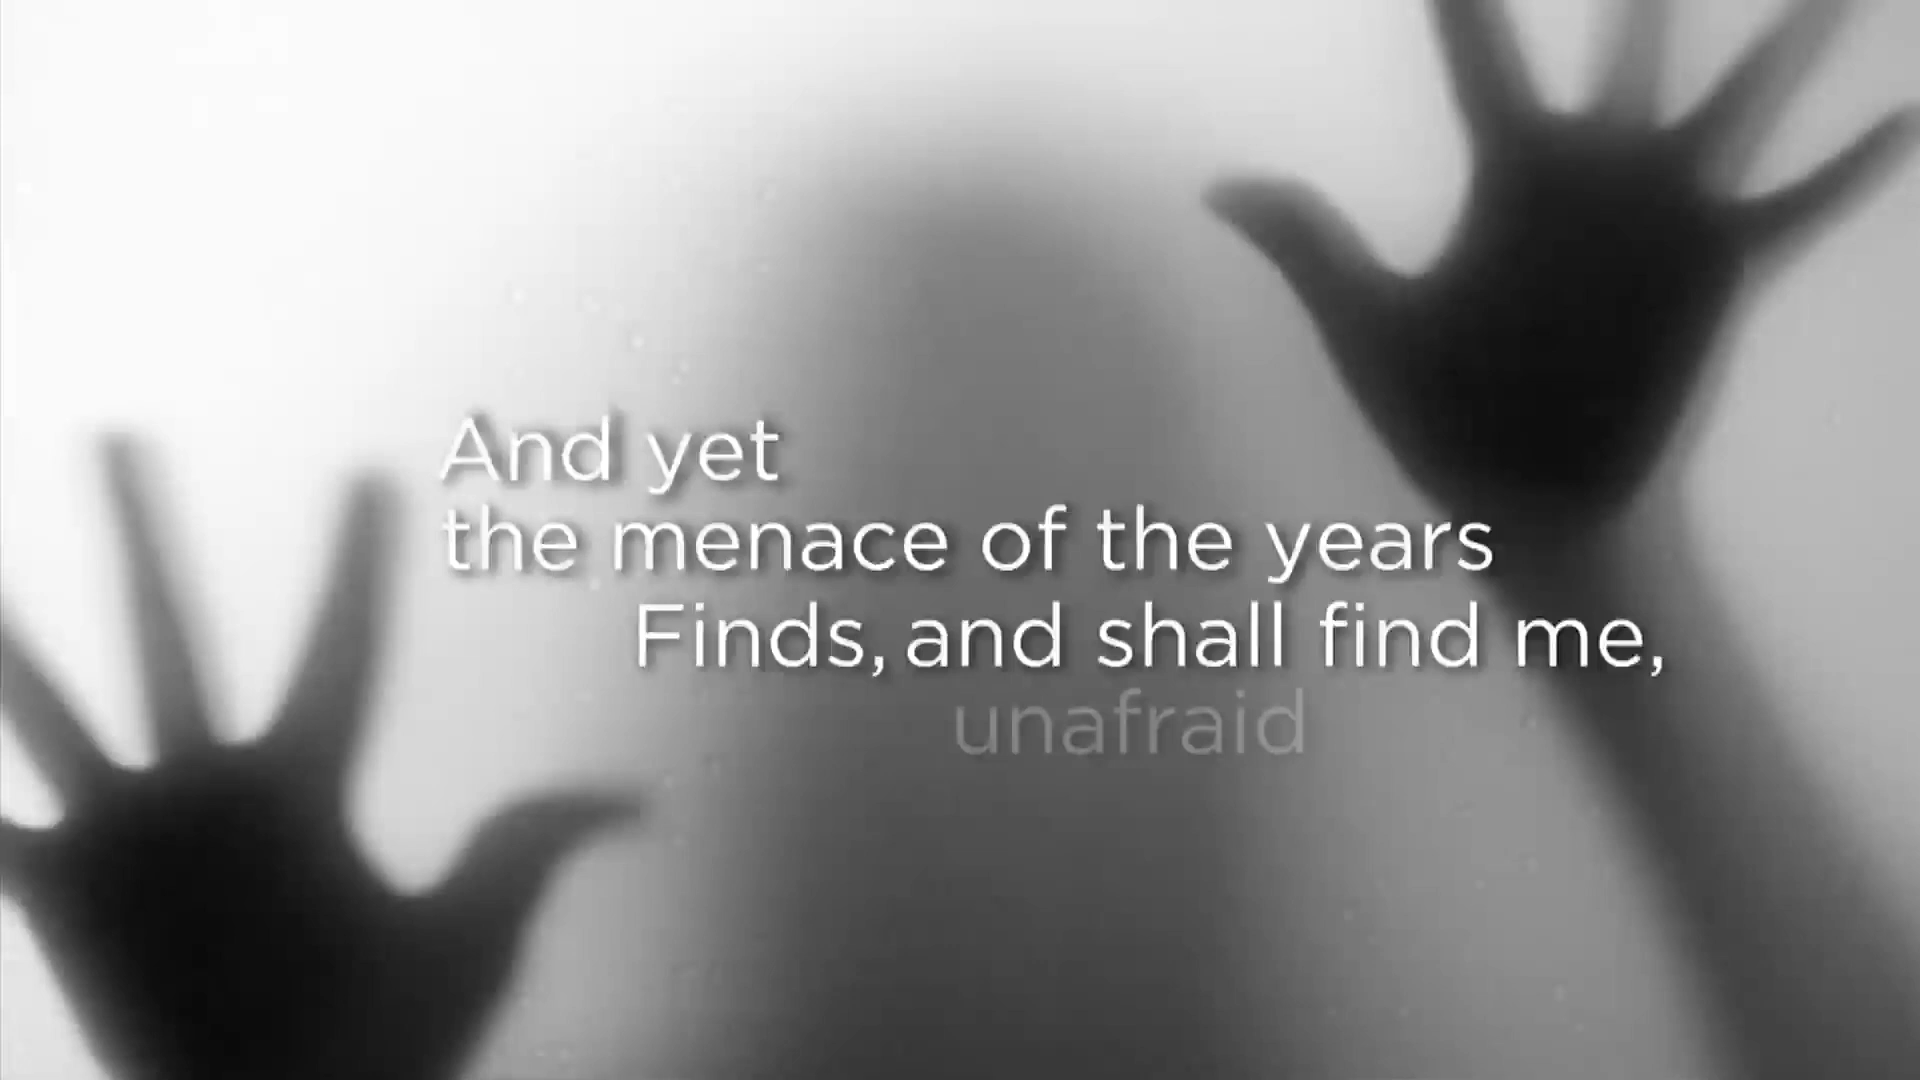 And yet
the menace of the years
Finds, and shall find me,
unafraid